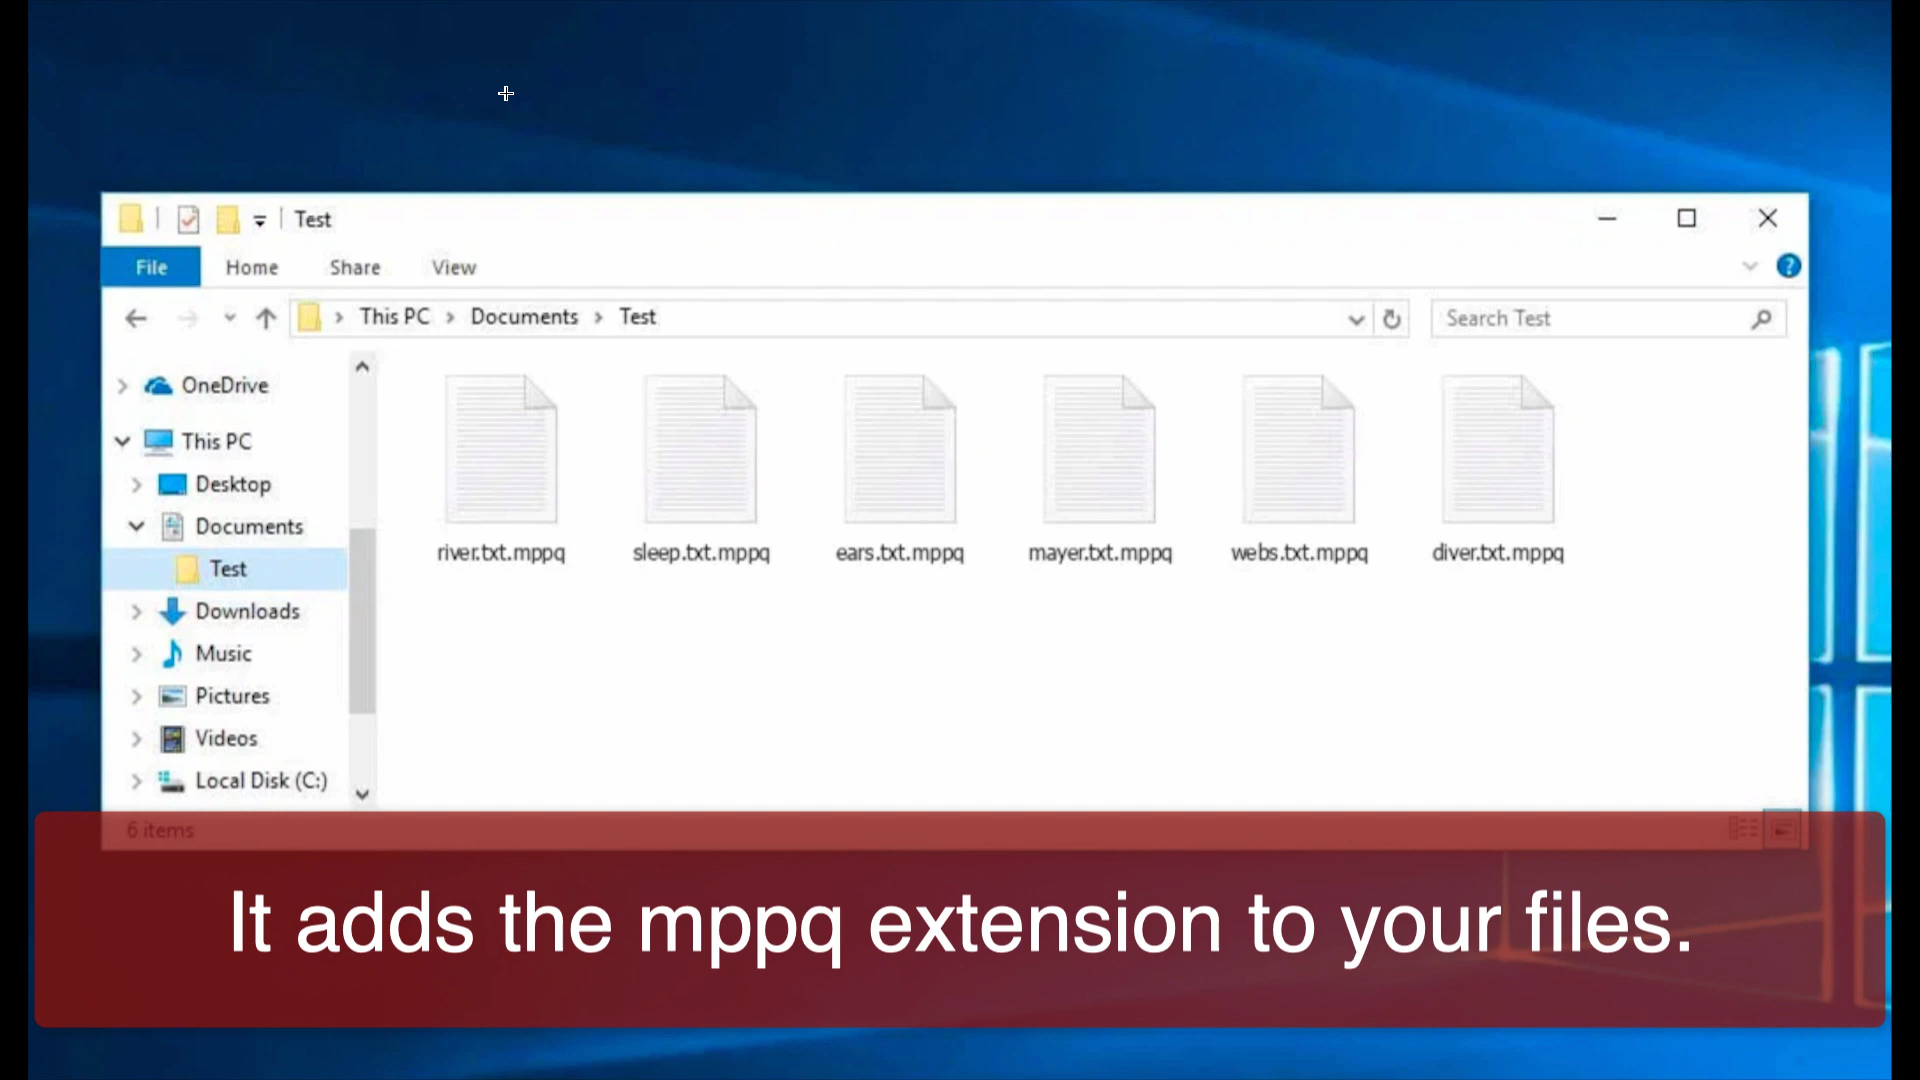 Test
File Home Share View
?
This PC Documents Test
Search Test
OneDrive
This PC
Desktop
Documents
Test
Downloads
Music
Pictures
Videos
Local Disk (C:)
river.txt.mppq sleep.txt.mppq ears.txt.mppq mayer.txt.mppq webs.txt.mppq diver.txt.mppq
6 items
It adds the mppq extension to your files.